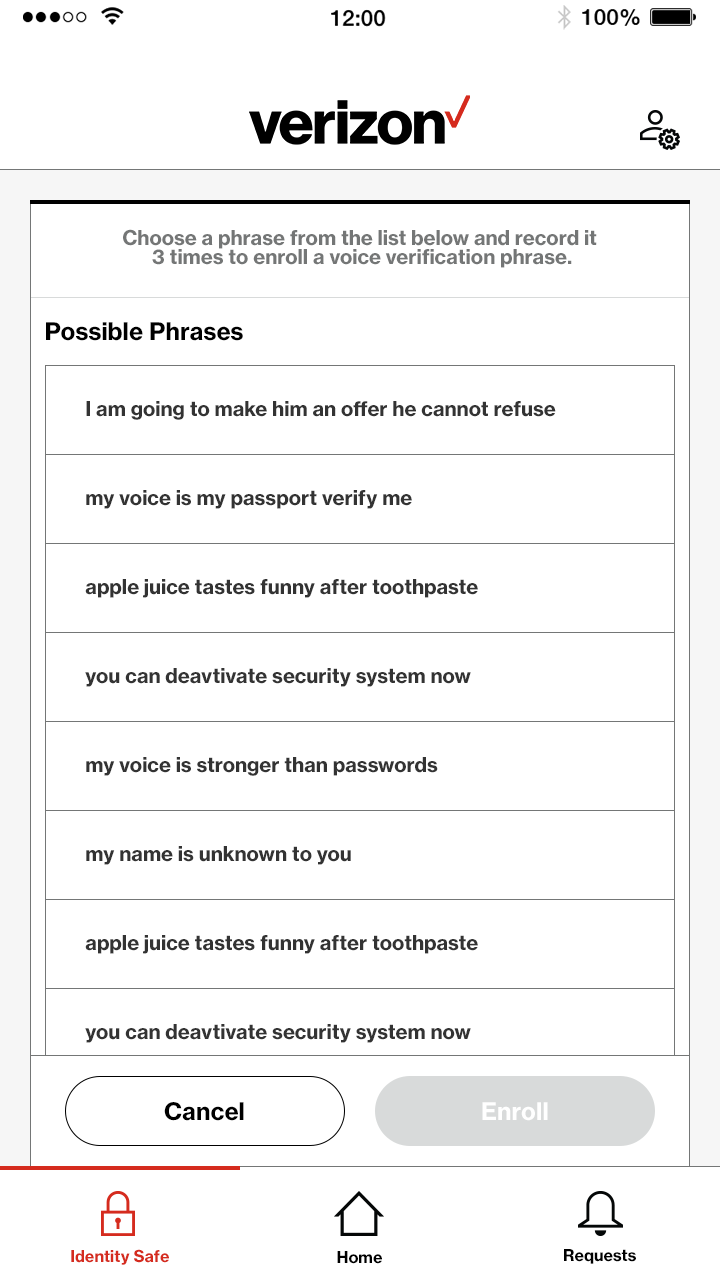 12:00
100%
verizon
Choose a phrase from the list below and record it
3 times to enroll a voice verification phrase.
Possible Phrases
I am going to make him an offer he cannot refuse
my voice is my passport verify me
apple juice tastes funny after toothpaste
you can deavtivate security system now
my voice is stronger than passwords
my name is unknown to you
apple juice tastes funny after toothpaste
you can deavtivate security system now
Cancel
Enroll
Identity Safe
Home
Requests